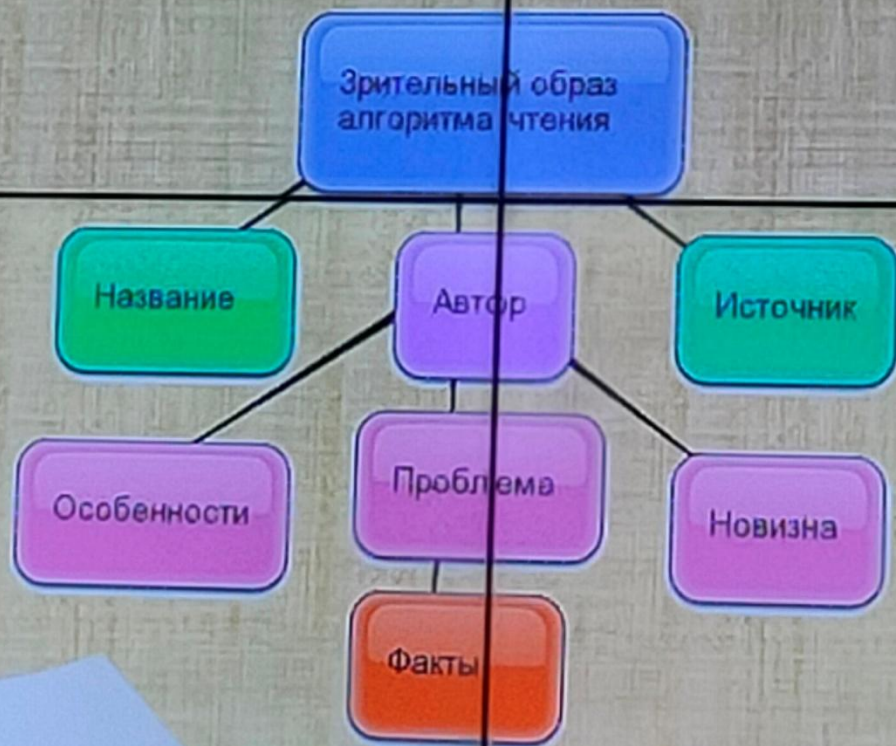 Зрительный образ
алгоритма чтения
Название
Автор
Источник
Особенности
Проблема
Новизна
Факты